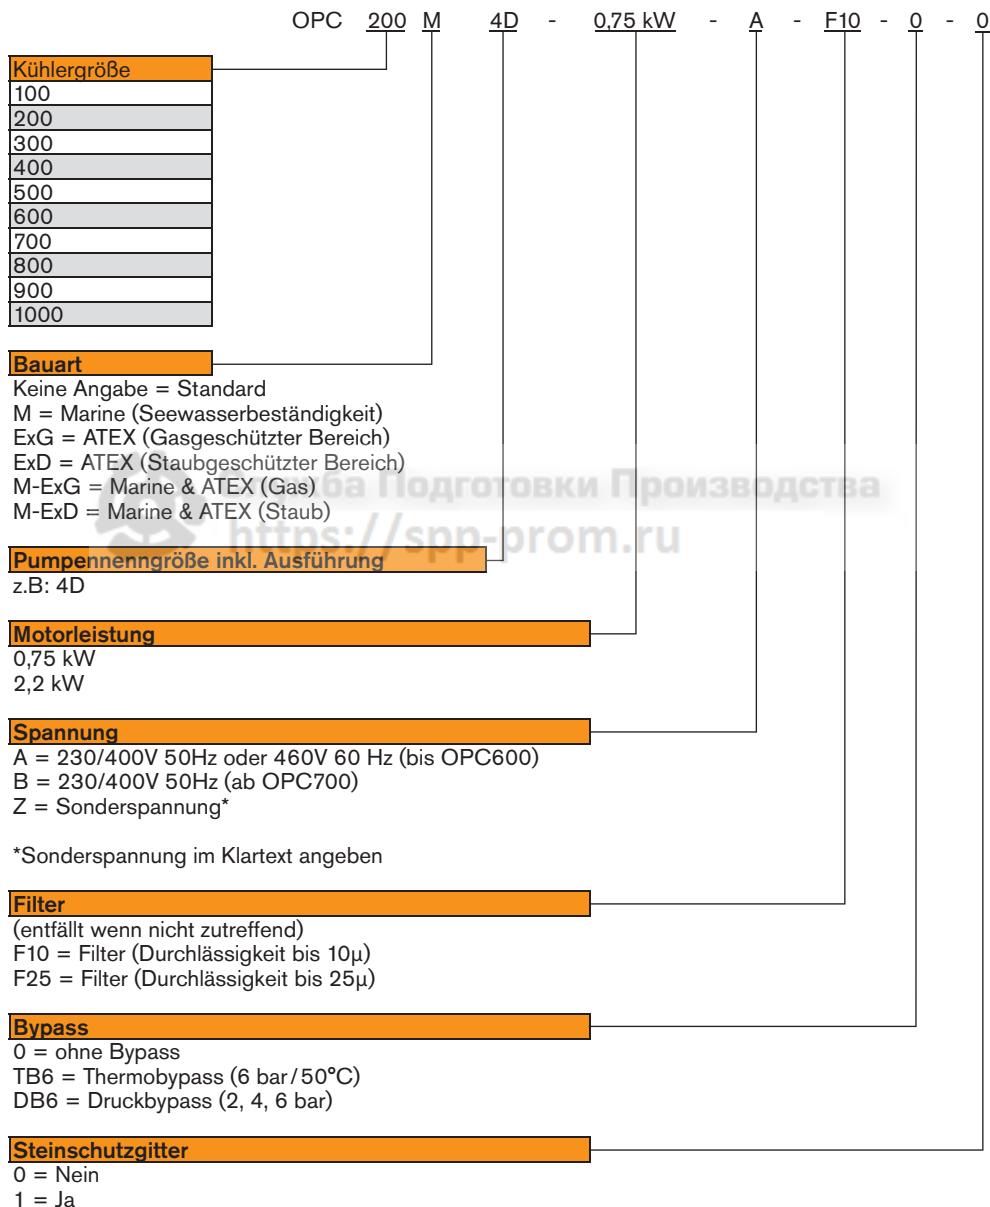 OPC 200 M 4D - 0,75 kW - A - F10 - 0 - 0
Kühlergröße
100
200
300
400
500
600
700
800
900
1000
Bauart
Keine Angabe = Standard
M = Marine (Seewasserbeständigkeit)
ExG = ATEX (Gasgeschützter Bereich)
ExD = ATEX (Staubgeschützter Bereich)
M-ExG = Marine & ATEX (Gas)
Служба Подготовки Производства
M-ExD = Marine & ATEX (Staub)
https://spp-prom.ru
Pumpennenngröße inkl. Ausführung
z.B: 4D
Motorleistung
0,75 kW
2,2 kW
Spannung
A = 230/400V 50Hz oder 460V 60 Hz (bis OPC600)
B = 230/400V 50Hz (ab OPC700)
Z = Sonderspannung*
*Sonderspannung im Klartext angeben
Filter
(entfällt wenn nicht zutreffend)
F10 = Filter (Durchlässigkeit bis 10µ)
F25 = Filter (Durchlässigkeit bis 25µ)
Bypass
0 = ohne Bypass
TB6 = Thermobypass (6 bar/50°C)
DB6 = Druckbypass (2, 4, 6 bar)
Steinschutzgitter
0 = Nein
1 = Ja